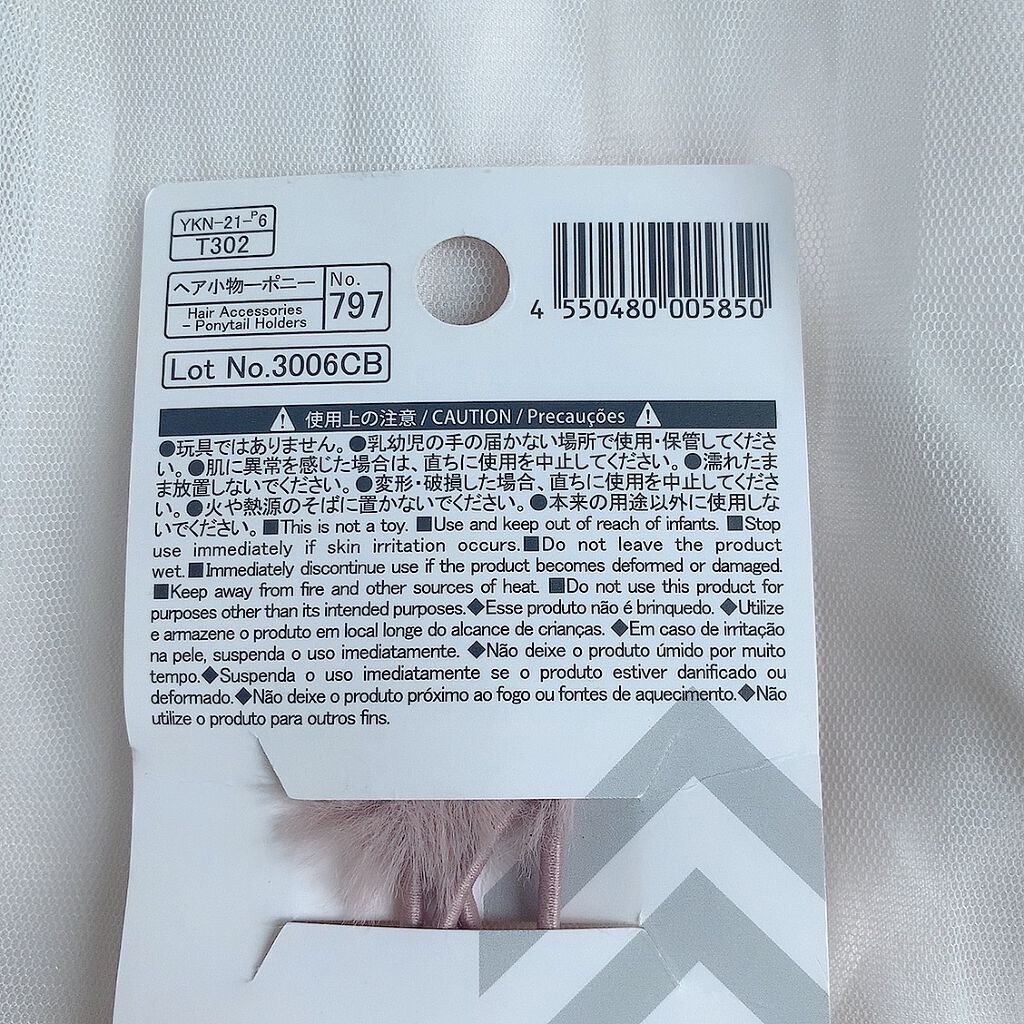 YKN-21-P6
T302
ヘア小物ーポニー
Hair Accessories
- Ponytail Holders
No.
797
Lot No.3006CB
4 550480 005850
使用上の注意 / CAUTION / Precauções
●玩具ではありません。●乳幼児の手の届かない場所で使用・保管してくださ
い。●肌に異常を感じた場合は、直ちに使用を中止してください。●濡れたま
ま放置しないでください。●変形・破損した場合、直ちに使用を中止してくださ
い。●火や熱源のそばに置かないでください。●本来の用途以外に使用しな
いでください。■This is not a toy. ■Use and keep out of reach of infants. ■Stop
use immediately if skin irritation occurs.■Do not leave the product
wet.■Immediately discontinue use if the product becomes deformed or damaged.
■Keep away from fire and other sources of heat. ■Do not use this product for
purposes other than its intended purposes.◆Esse produto não é brinquedo. ◆Utilize
e armazene o produto em local longe do alcance de crianças. ◆Em caso de irritação
na pele, suspenda o uso imediatamente. ◆Não deixe o produto úmido por muito
tempo.◆Suspenda o uso imediatamente se o produto estiver danificado ou
deformado.◆Não deixe o produto próximo ao fogo ou fontes de aquecimento.◆Não
utilize o produto para outros fins.